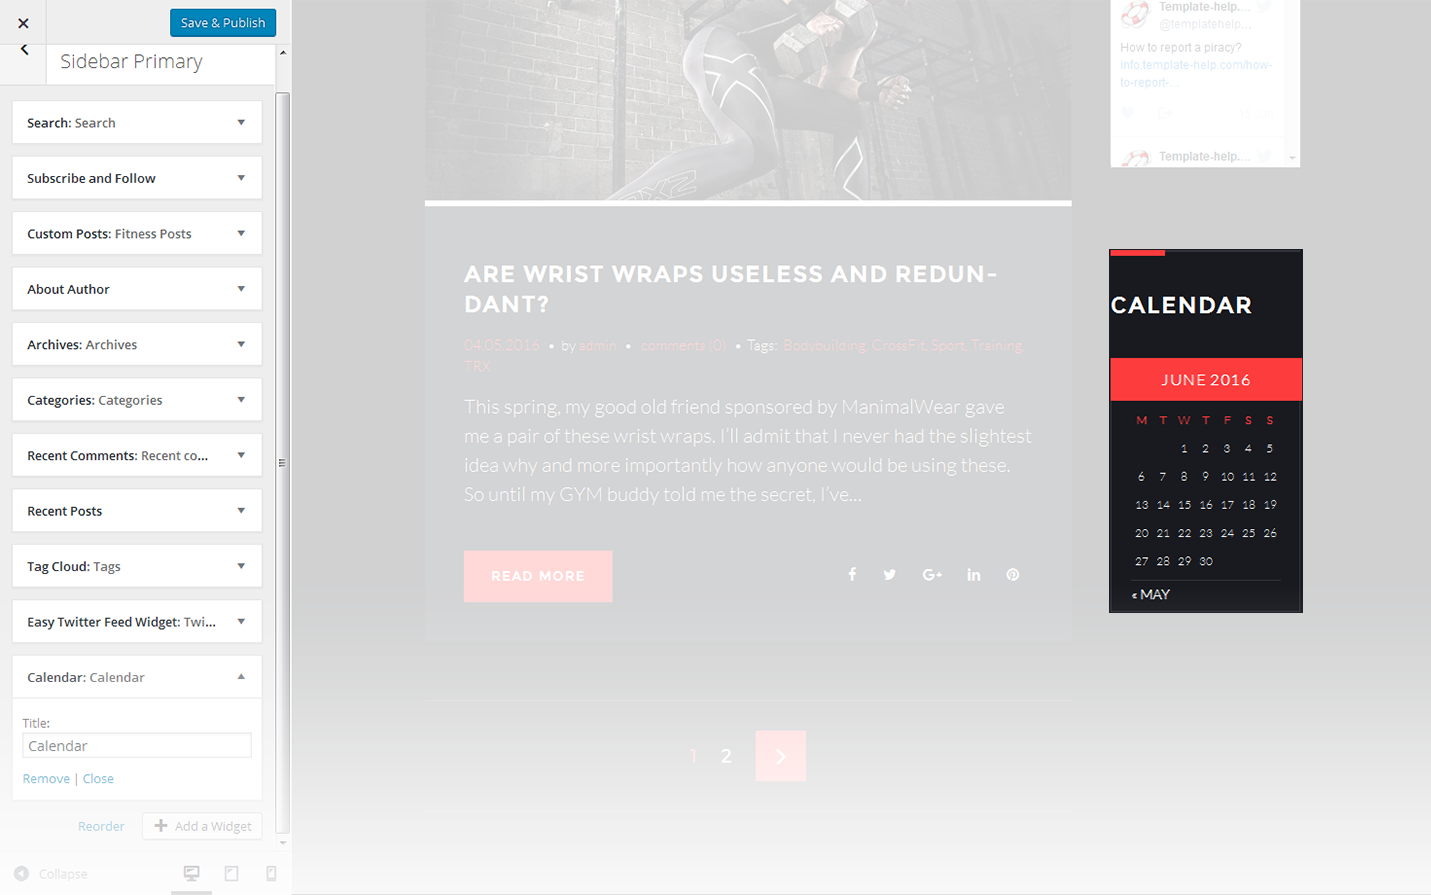 Save & Publish
Sidebar Primary
Search: Search
Subscribe and Follow
Custom Posts: Fitness Posts
About Author
Archives: Archives
Categories: Categories
Recent Comments: Recent co...
Recent Posts
Tag Cloud: Tags
Easy Twitter Feed Widget: Twi...
Calendar: Calendar
Title:
Calendar
Remove | Close
Reorder
Add a Widget
Collapse
ARE WRIST WRAPS USELESS AND REDUN-
DANT?
04.05.2016 • by admin • comments (0) • Tags: Bodybuilding, CrossFit, Sport, Training,
TRX
This spring, my good old friend sponsored by ManimalWear gave
me a pair of these wrist wraps. I'll admit that I never had the slightest
idea why and more importantly how anyone would be using these.
So until my GYM buddy told me the secret, I've...
READ MORE
1 2
Template-help....
@templatehelp...
How to report a piracy?
info.template-help.com/how-
to-report-...
Template-help....
CALENDAR
JUNE 2016
M T W T F S S
1 2 3 4 5
6 7 8 9 10 11 12
13 14 15 16 17 18 19
20 21 22 23 24 25 26
27 28 29 30
« MAY